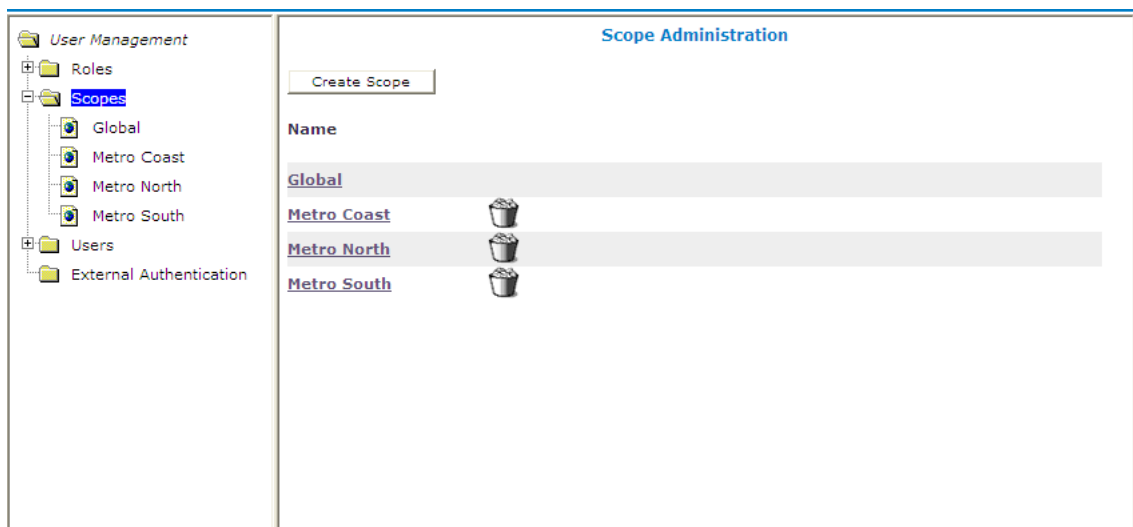 User Management
Roles
Scopes
Global
Metro Coast
Metro North
Metro South
Users
External Authentication
Scope Administration
Create Scope
Name
Global
Metro Coast
Metro North
Metro South